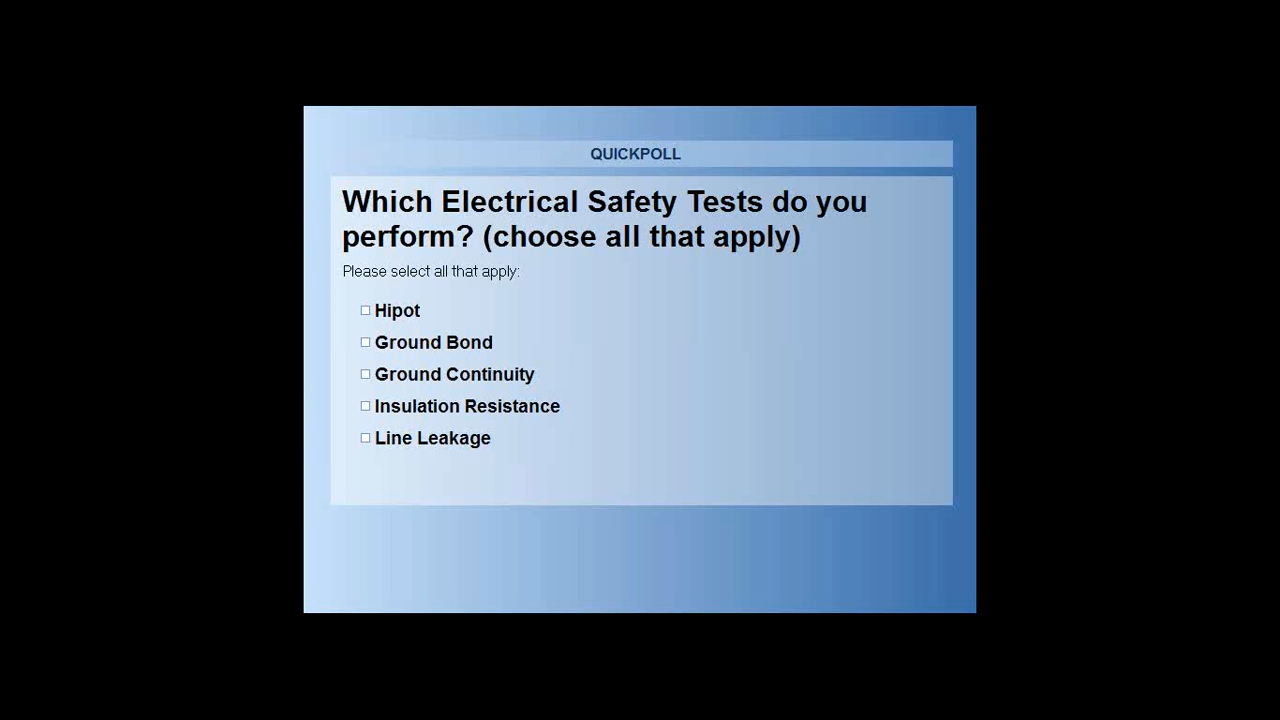 QUICKPOLL
Which Electrical Safety Tests do you
perform? (choose all that apply)
Please select all that apply:
Hipot
Ground Bond
Ground Continuity
Insulation Resistance
Line Leakage